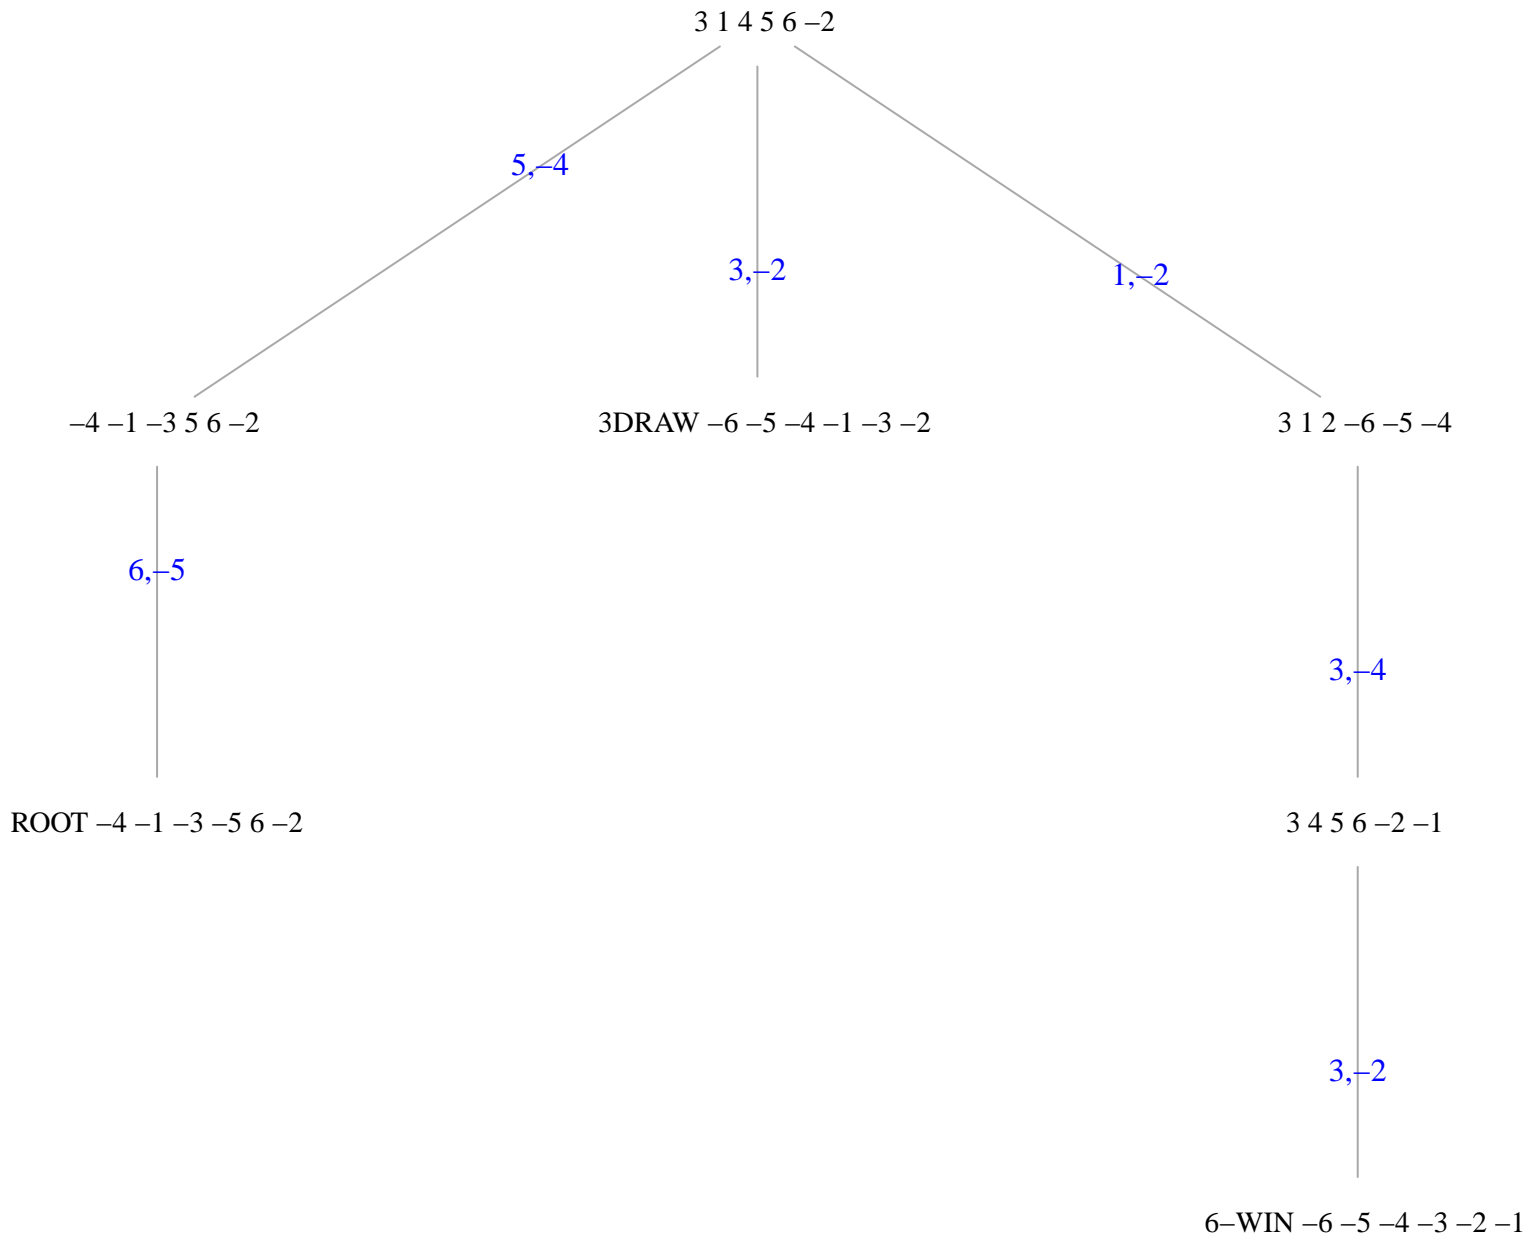 3 1 4 5 6 –2
5,–4
3,–2
1,–2
–4 –1 –3 5 6 –2
3DRAW –6 –5 –4 –1 –3 –2
3 1 2 –6 –5 –4
6,–5
3,–4
ROOT –4 –1 –3 –5 6 –2
3 4 5 6 –2 –1
3,–2
6–WIN –6 –5 –4 –3 –2 –1